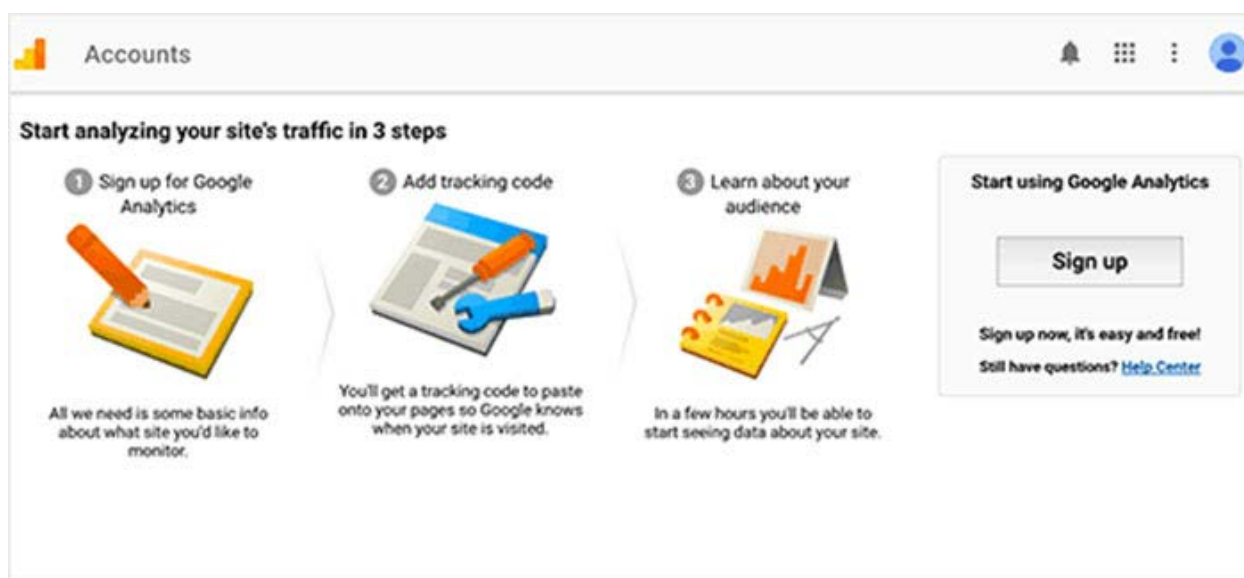 Accounts
Start analyzing your site's traffic in 3 steps
1 Sign up for Google
Analytics
All we need is some basic info
about what site you'd like to
monitor.
2 Add tracking code
You'll get a tracking code to paste
onto your pages so Google knows
when your site is visited.
3 Learn about your
audience
In a few hours you'll be able to
start seeing data about your site.
Start using Google Analytics
Sign up
Sign up now, it's easy and free!
Still have questions? Help Center